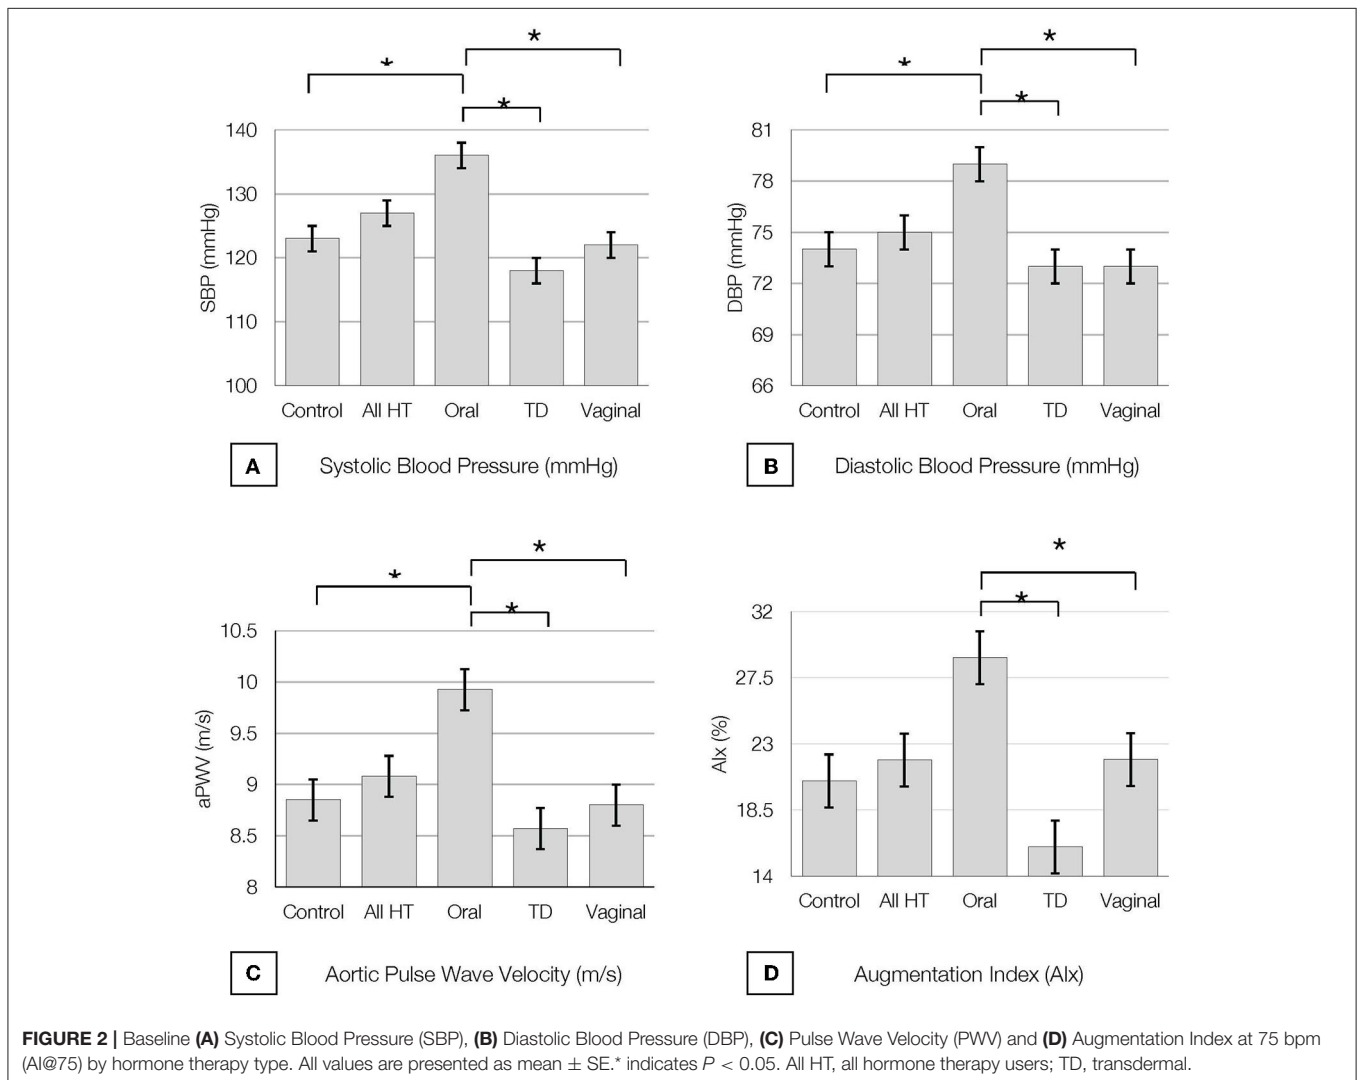 *
*
*
140
130
120
110
100
SBP (mmHg)
Control All HT Oral TD Vaginal
A Systolic Blood Pressure (mmHg)
*
*
*
81
78
75
72
69
66
DBP (mmHg)
Control All HT Oral TD Vaginal
B Diastolic Blood Pressure (mmHg)
*
*
*
10.5
10
9.5
9
8.5
8
aPWV (m/s)
Control All HT Oral TD Vaginal
C Aortic Pulse Wave Velocity (m/s)
*
*
32
27.5
23
18.5
14
AIx (%)
Control All HT Oral TD Vaginal
D Augmentation Index (AIx)
FIGURE 2 | Baseline (A) Systolic Blood Pressure (SBP), (B) Diastolic Blood Pressure (DBP), (C) Pulse Wave Velocity (PWV) and (D) Augmentation Index at 75 bpm
(AI@75) by hormone therapy type. All values are presented as mean ± SE.* indicates P < 0.05. All HT, all hormone therapy users; TD, transdermal.